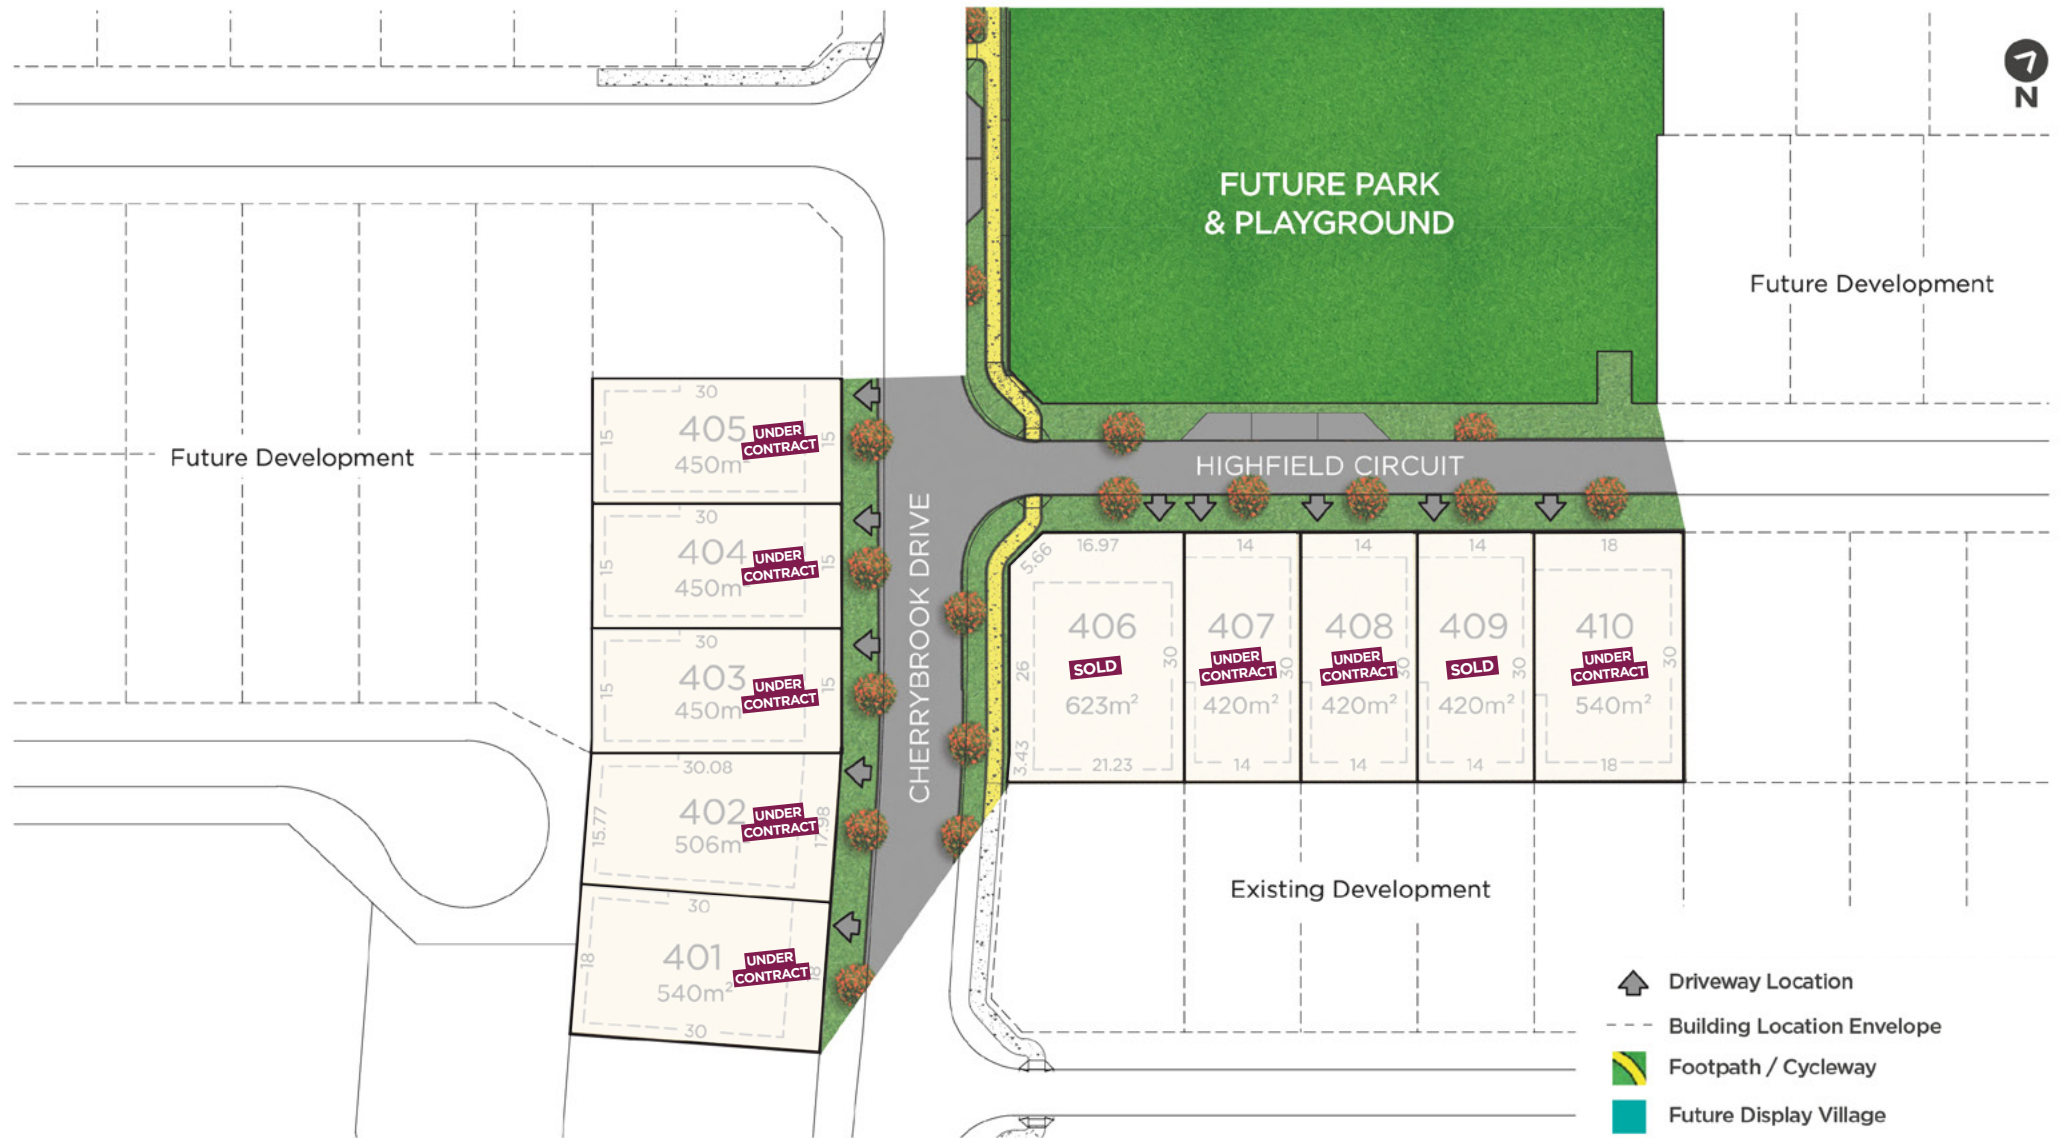 N
FUTURE PARK
& PLAYGROUND
Future Development
Future Development
30
405
UNDER
CONTRACT
15
15
450m
30
404
UNDER
CONTRACT
15
15
450m
30
403
UNDER
CONTRACT
15
15
450m
30.08
402
UNDER
CONTRACT
15.77
17.98
506m
30
401
UNDER
CONTRACT
18
18
540m²
30
CHERRYBROOK DRIVE
HIGHFIELD CIRCUIT
5.66
16.97
406
SOLD
30
26
623m²
3.43
21.23
14
407
UNDER
CONTRACT
30
420m²
14
14
408
UNDER
CONTRACT
30
420m²
14
14
409
SOLD
30
420m²
14
18
410
UNDER
CONTRACT
30
540m²
18
Existing Development
Driveway Location
Building Location Envelope
Footpath / Cycleway
Future Display Village